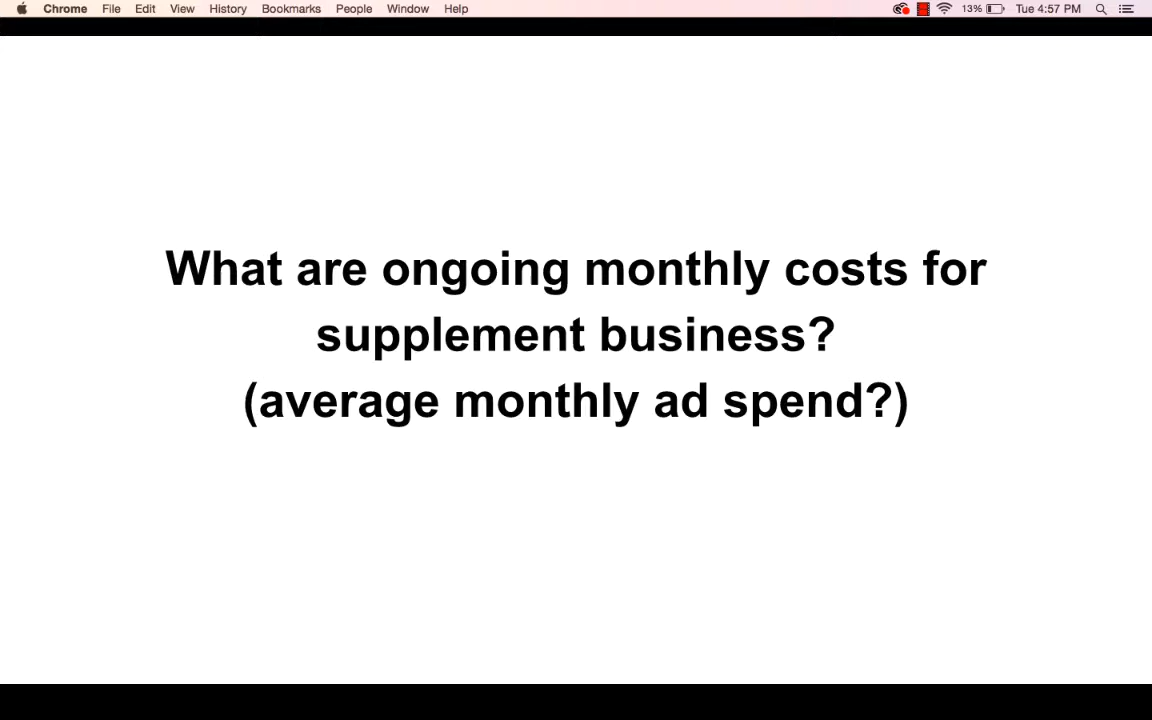 Chrome File Edit View History Bookmarks People Window Help 13% Tue 4:57 PM
What are ongoing monthly costs for
supplement business?
(average monthly ad spend?)